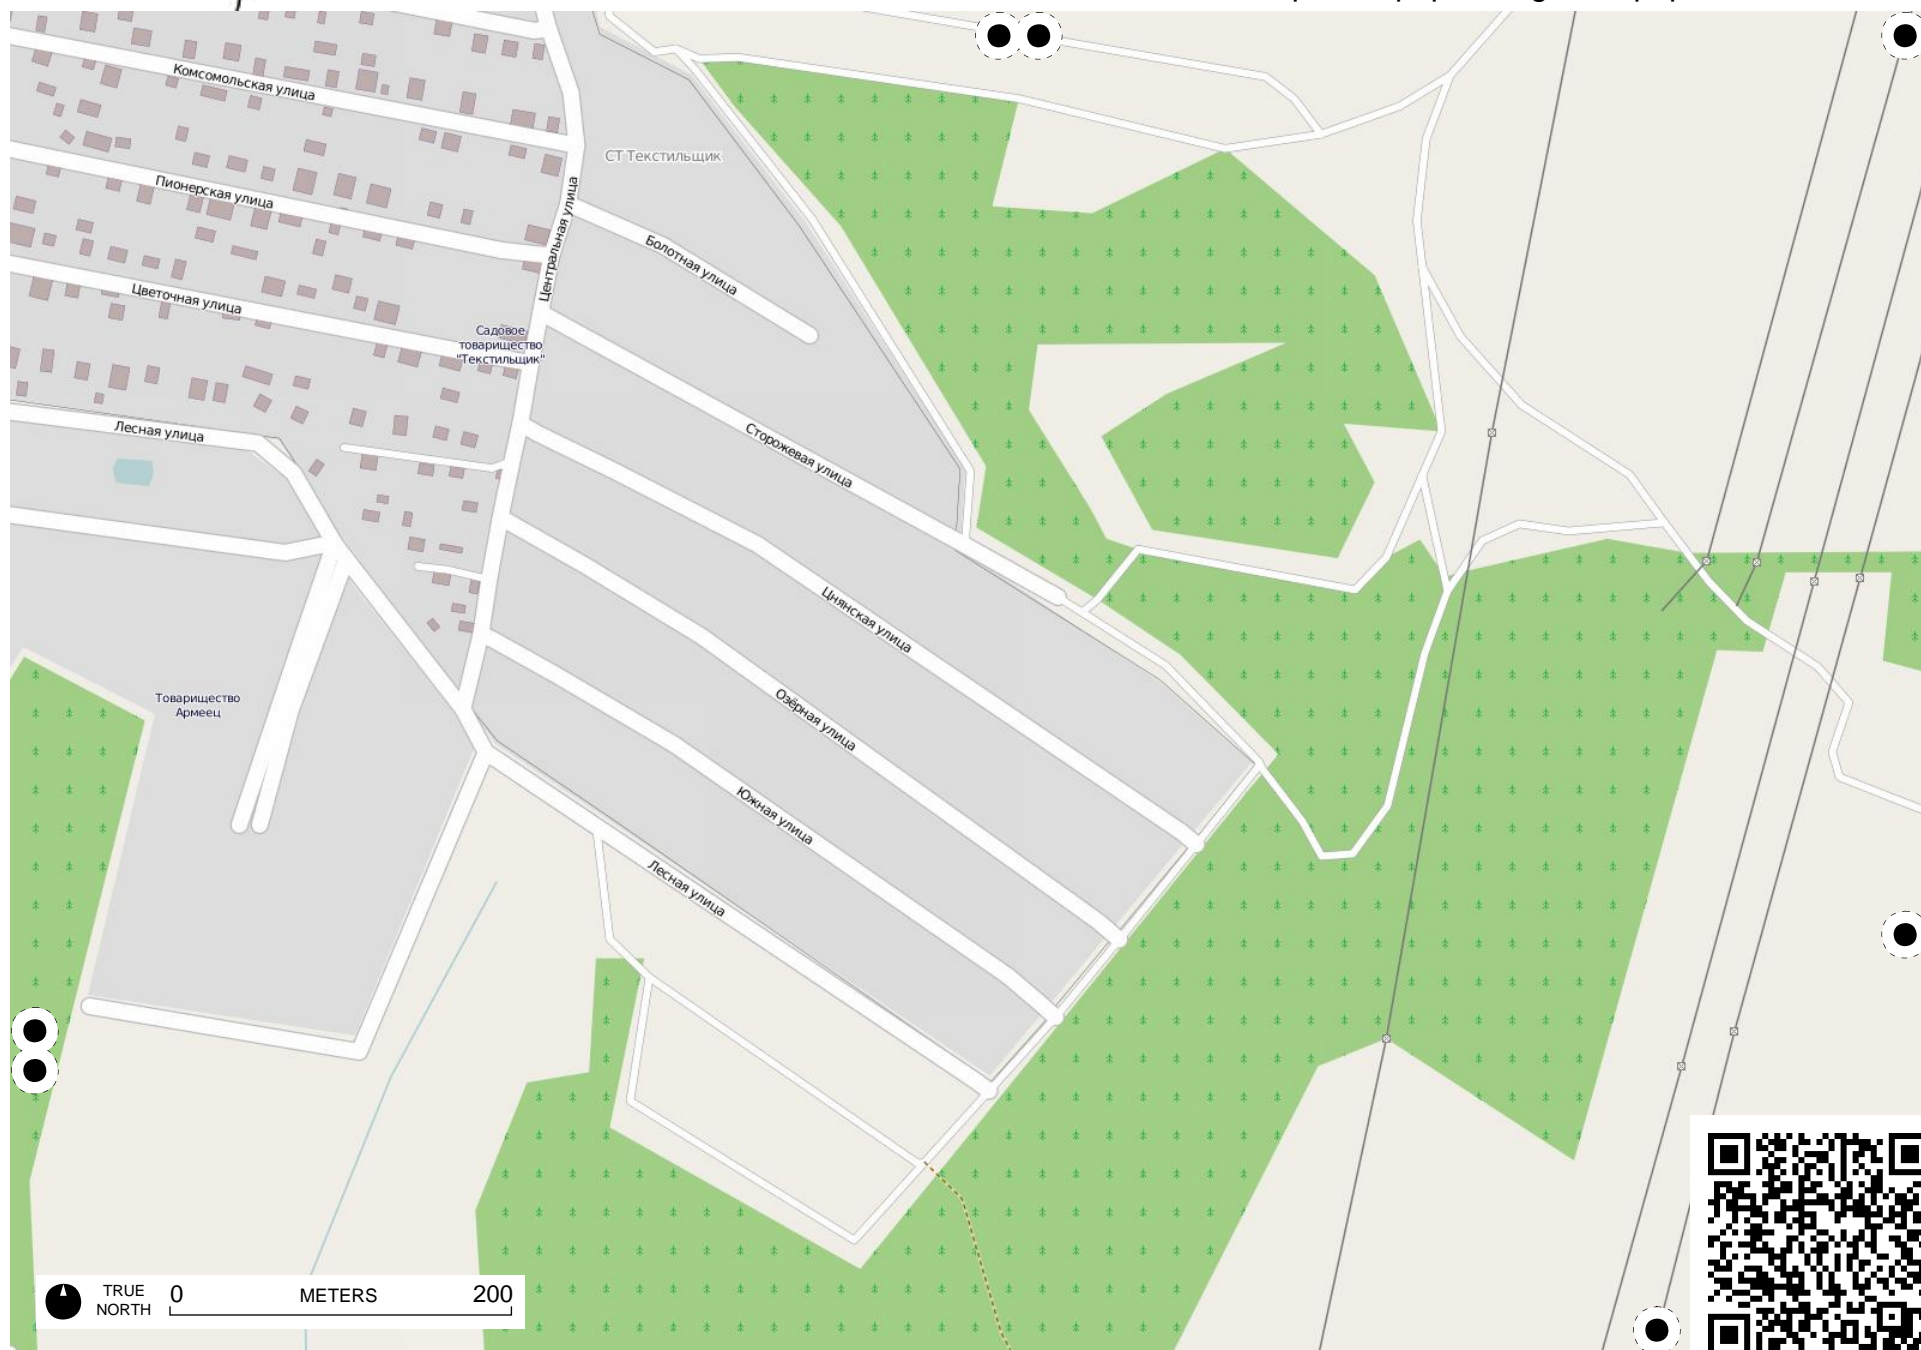 Комсомольская улица
СТ Текстильщик
Пионерская улица
Центральная улица
Болотная улица
Цветочная улица
Садовое
товарищество
"Текстильщик"
Лесная улица
Сторожевая улица
Цнянская улица
Товарищество
Армеец
Озёрная улица
Южная улица
Лесная улица
TRUE
NORTH
0 METERS 200